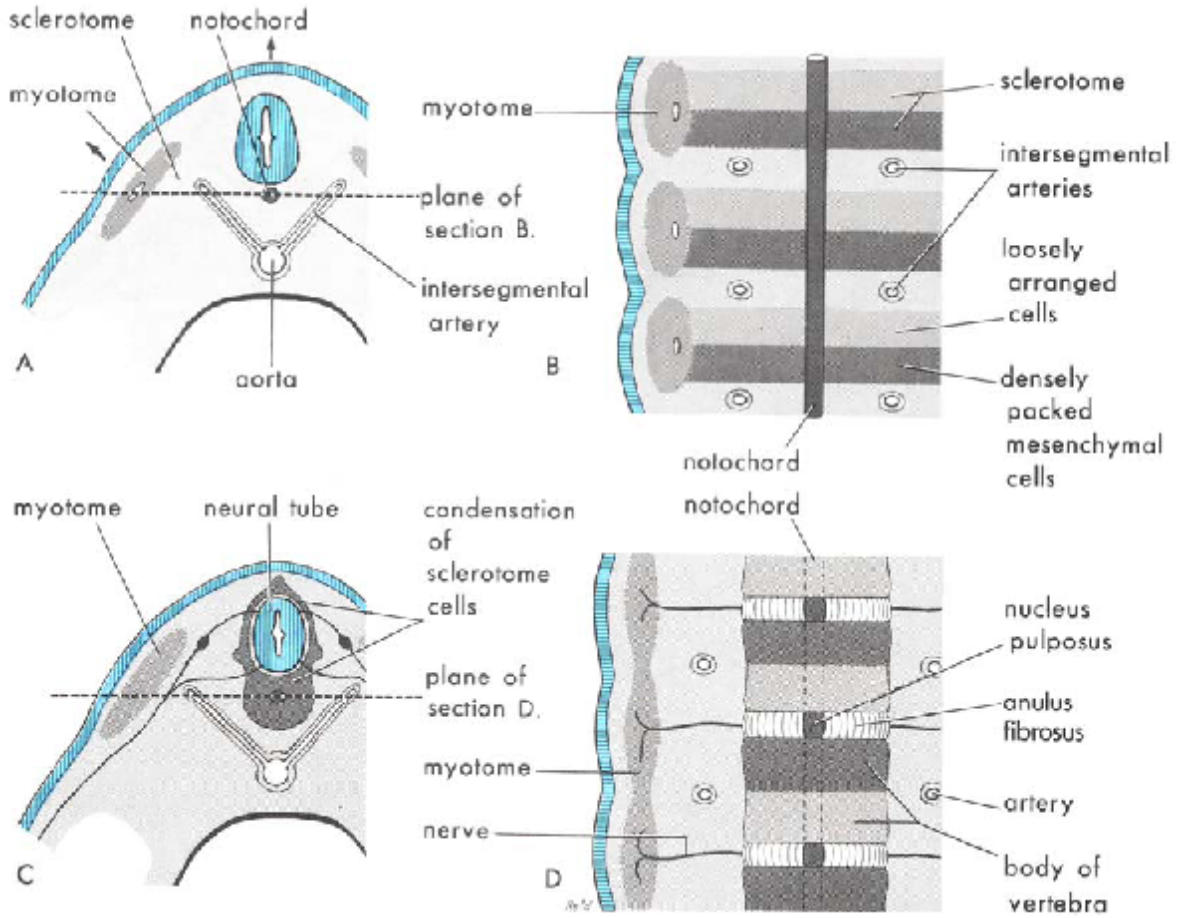 sclerotome
notochord
myotome
plane of
section B.
intersegmental
artery
A
aorta
myotome
sclerotome
intersegmental
arteries
loosely
arranged
cells
densely
packed
mesenchymal
cells
B
notochord
myotome
neural tube
condensation
of
sclerotome
cells
plane of
section D.
C
notochord
nucleus
pulposus
anulus
fibrosus
myotome
artery
nerve
body of
vertebra
D